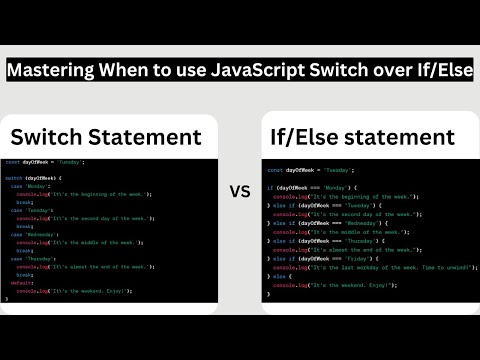 Mastering When to use JavaScript Switch over If/Else
Switch Statement
const dayOfWeek = 'Tuesday';
switch (dayOfWeek) {
case 'Monday':
console.log("It's the beginning of the week.");
break;
case 'Tuesday':
console.log("It's the second day of the week.");
break;
case 'Wednesday':
console.log("It's the middle of the week.");
break;
case 'Thursday':
console.log("It's almost the end of the week.");
break;
default:
console.log("It's the weekend. Enjoy!");
}
VS
If/Else statement
const dayOfWeek = 'Tuesday';
if (dayOfWeek === 'Monday') {
console.log("It's the beginning of the week.");
} else if (dayOfWeek === 'Tuesday') {
console.log("It's the second day of the week.");
} else if (dayOfWeek === 'Wednesday') {
console.log("It's the middle of the week.");
} else if (dayOfWeek === 'Thursday') {
console.log("It's almost the end of the week.");
} else if (dayOfWeek === 'Friday') {
console.log("It's the last workday of the week. Time to unwind!");
} else {
console.log("It's the weekend. Enjoy!");
}